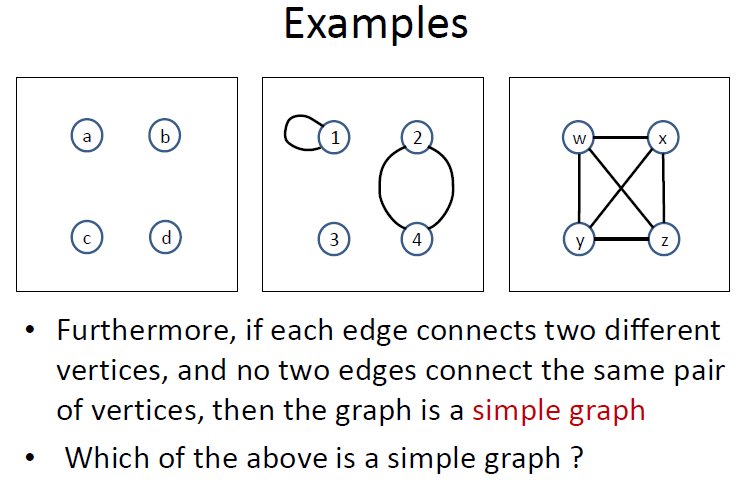 Examples
a b
1 2
w x
c d
3 4
y z
• Furthermore, if each edge connects two different
vertices, and no two edges connect the same pair
of vertices, then the graph is a simple graph
• Which of the above is a simple graph ?